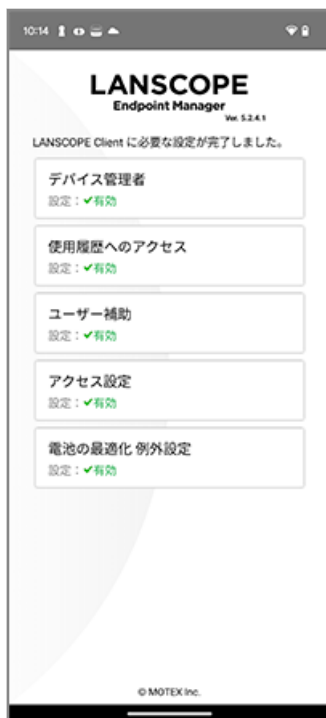 10:14
LANSCOPE
Endpoint Manager
Ver. 5.2.4.1
LANSCOPE Client に必要な設定が完了しました。
デバイス管理者
設定：✔有効
使用履歴へのアクセス
設定：✔有効
ユーザー補助
設定：✔有効
アクセス設定
設定：✔有効
電池の最適化 例外設定
設定：✔有効
© MOTEX Inc.